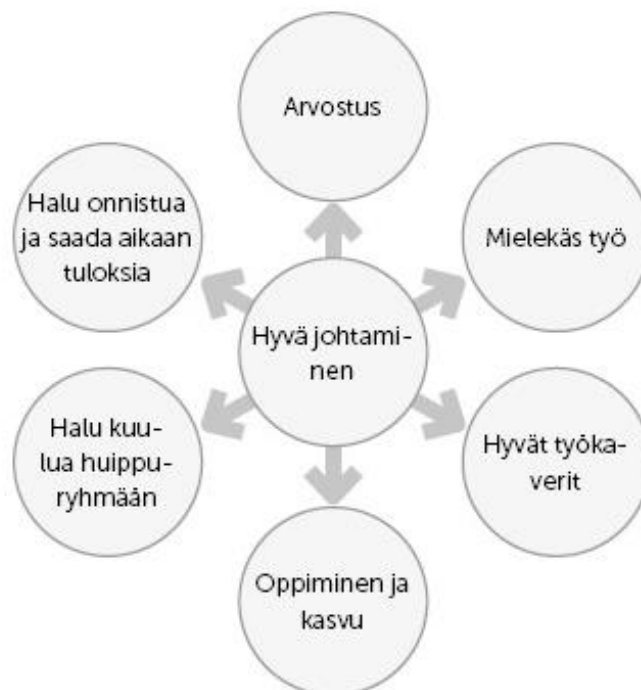 Arvostus
Halu onnistua
ja saada aikaan
tuloksia
Mielekäs työ
Hyvä johtami-
nen
Halu kuu-
lua huippu-
ryhmään
Hyvät työka-
verit
Oppiminen ja
kasvu